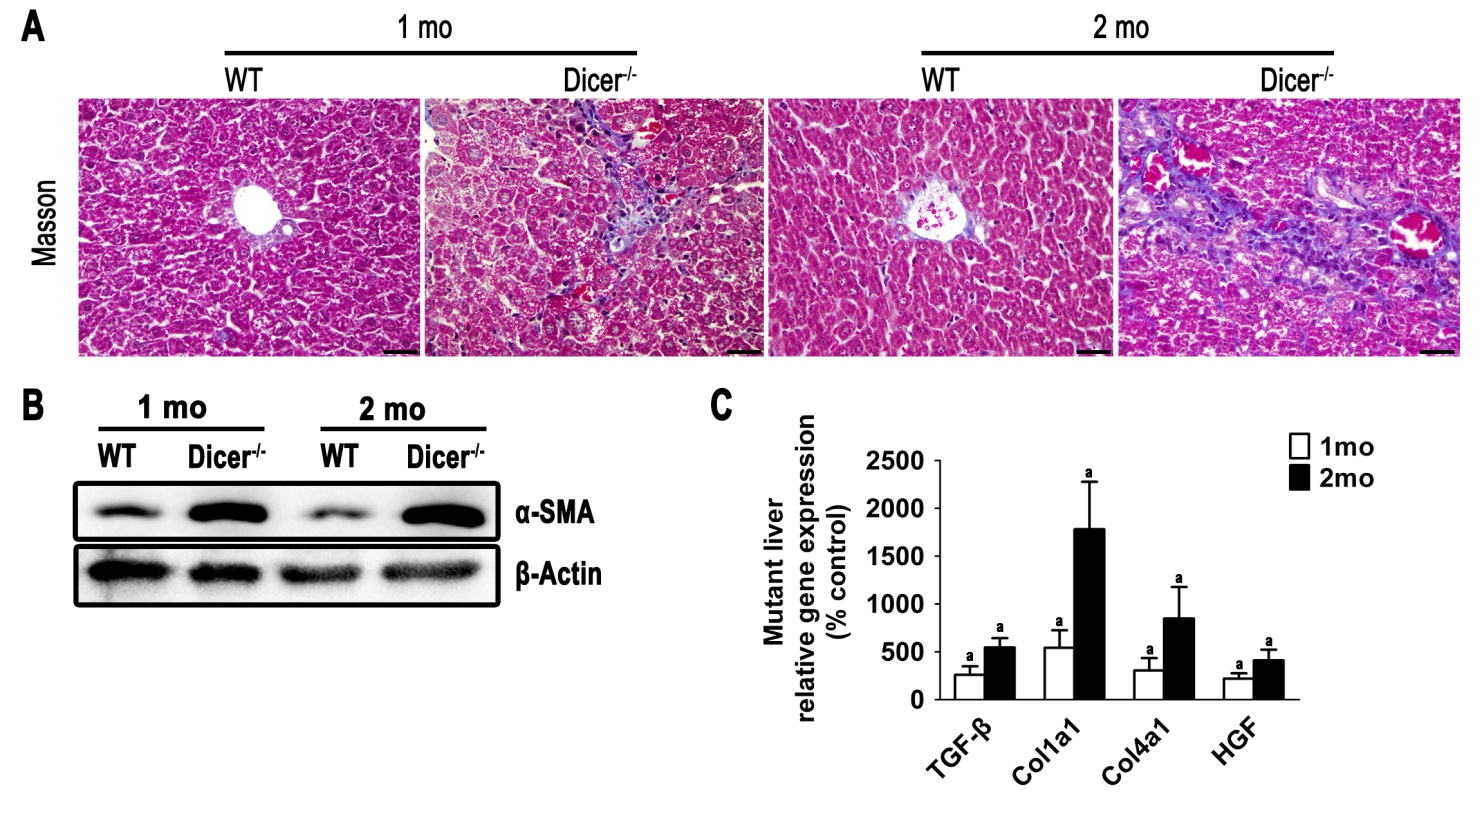 A
1 mo
2 mo
WT
Dicer-/-
WT
Dicer-/-
Masson
B
1 mo
2 mo
WT
Dicer-/-
WT
Dicer-/-
α-SMA
β-Actin
C
Mutant liver
relative gene expression
(% control)
2500
2000
1500
1000
500
0
a
a
a
a
a
a
a
a
TGF-β
Col1a1
Col4a1
HGF
1mo
2mo